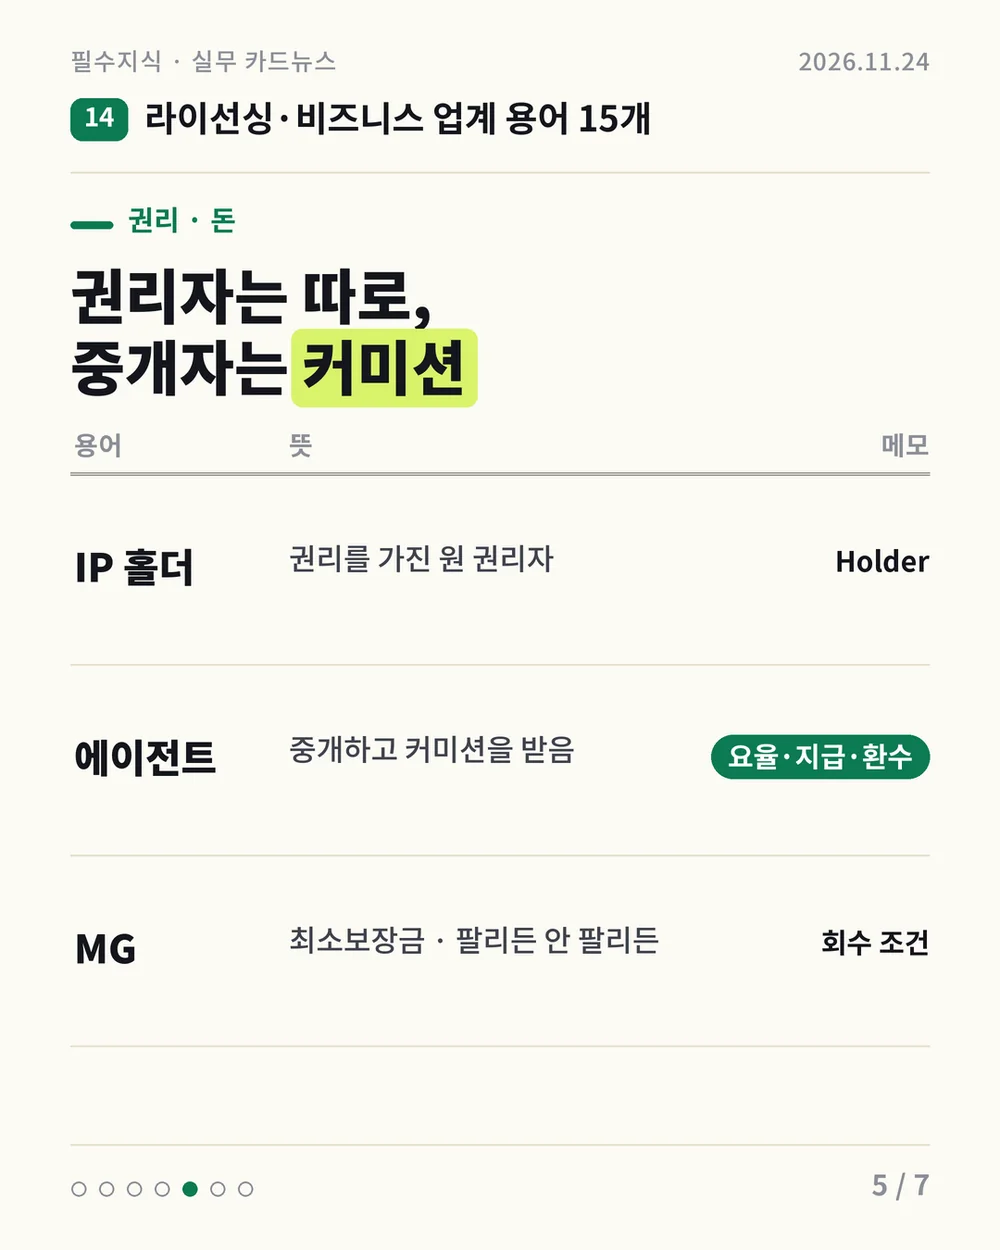 필수지식 · 실무 카드뉴스 2026.11.24
14 라이선싱·비즈니스 업계 용어 15개
권리 · 돈
권리자는 따로,
중개자는 커미션
용어 뜻 메모
IP 홀더 권리를 가진 원 권리자 Holder
에이전트 중개하고 커미션을 받음 요율·지급·환수
MG 최소보장금 · 팔리든 안 팔리든 회수 조건
5 / 7